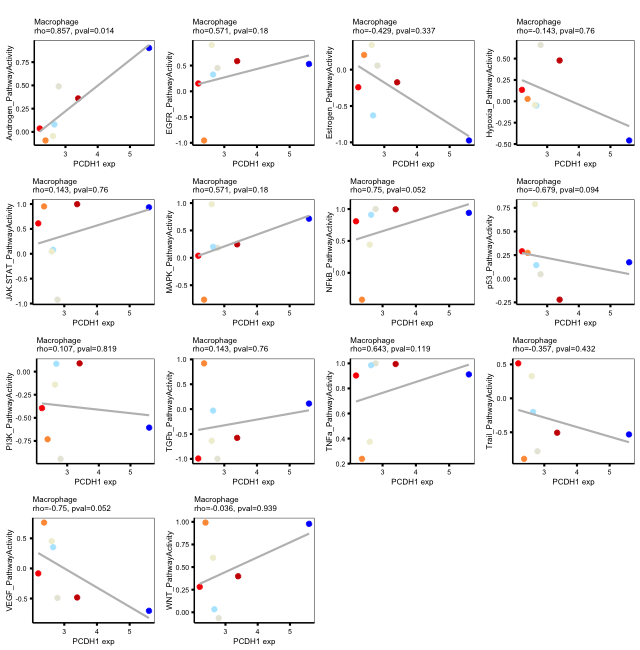 Macrophage
rho=0.857, pval=0.014
Androgen_PathwayActivity
0.75
0.50
0.25
0.00
3 4 5
PCDH1 exp
Macrophage
rho=0.571, pval=0.18
EGFR_PathwayActivity
0.5
0.0
-0.5
-1.0
3 4 5
PCDH1 exp
Macrophage
rho=-0.429, pval=0.337
Estrogen_PathwayActivity
0.0
-0.5
-1.0
3 4 5
PCDH1 exp
Macrophage
rho=-0.143, pval=0.76
Hypoxia_PathwayActivity
0.50
0.25
0.00
-0.25
-0.50
3 4 5
PCDH1 exp
Macrophage
rho=0.143, pval=0.76
JAK-STAT_PathwayActivity
1.0
0.5
0.0
-0.5
-1.0
3 4 5
PCDH1 exp
Macrophage
rho=0.571, pval=0.18
MAPK_PathwayActivity
1.0
0.5
0.0
-0.5
3 4 5
PCDH1 exp
Macrophage
rho=0.75, pval=0.052
NFkB_PathwayActivity
1.0
0.5
0.0
3 4 5
PCDH1 exp
Macrophage
rho=-0.679, pval=0.094
p53_PathwayActivity
0.75
0.50
0.25
0.00
-0.25
3 4 5
PCDH1 exp
Macrophage
rho=0.107, pval=0.819
PI3K_PathwayActivity
0.00
-0.25
-0.50
-0.75
3 4 5
PCDH1 exp
Macrophage
rho=0.143, pval=0.76
TGFb_PathwayActivity
1.0
0.5
0.0
-0.5
-1.0
3 4 5
PCDH1 exp
Macrophage
rho=0.643, pval=0.119
TNFa_PathwayActivity
1.0
0.8
0.6
0.4
0.2
3 4 5
PCDH1 exp
Macrophage
rho=-0.357, pval=0.432
Trail_PathwayActivity
0.5
0.0
-0.5
3 4 5
PCDH1 exp
Macrophage
rho=-0.75, pval=0.052
VEGF_PathwayActivity
0.5
0.0
-0.5
3 4 5
PCDH1 exp
Macrophage
rho=-0.036, pval=0.939
WNT_PathwayActivity
1.00
0.75
0.50
0.25
0.00
3 4 5
PCDH1 exp